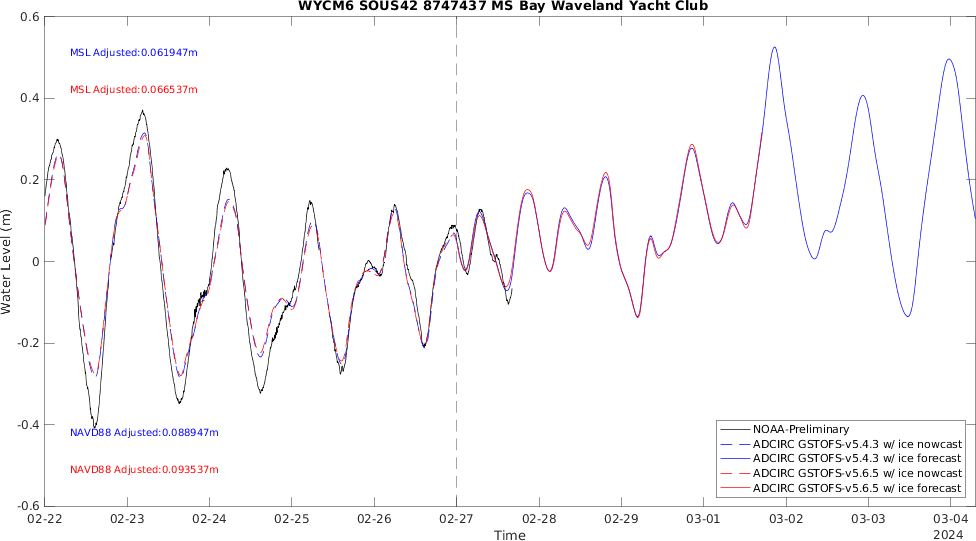 WYCM6 SOUS42 8747437 MS Bay Waveland Yacht Club
0.6
0.4
0.2
0
-0.2
-0.4
-0.6
Water Level (m)
MSL Adjusted:0.061947m
MSL Adjusted:0.066537m
NAVD88 Adjusted:0.088947m
NAVD88 Adjusted:0.093537m
NOAA-Preliminary
ADCIRC GSTOFS-v5.4.3 w/ ice nowcast
ADCIRC GSTOFS-v5.4.3 w/ ice forecast
ADCIRC GSTOFS-v5.6.5 w/ ice nowcast
ADCIRC GSTOFS-v5.6.5 w/ ice forecast
02-22 02-23 02-24 02-25 02-26 02-27 02-28 02-29 03-01 03-02 03-03 03-04
Time 2024